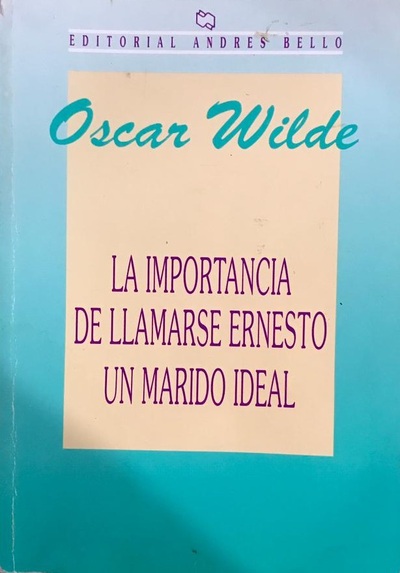 EDITORIAL ANDRES BELLO
Oscar Wilde
LA IMPORTANCIA
DE LLAMARSE ERNESTO
UN MARIDO IDEAL